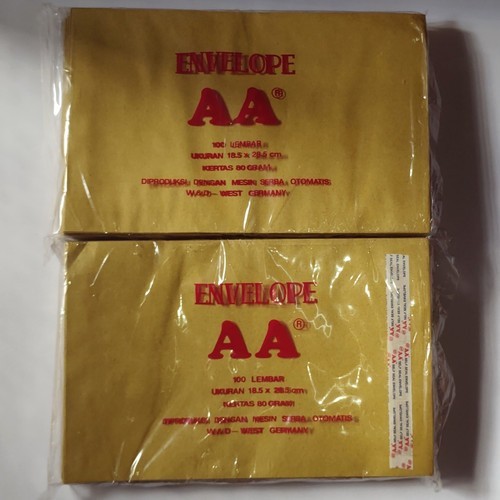 ENVELOPE
AA®
100 LEMBAR
UKURAN 18.5 x 28.5 cm
KERTAS 80 GRAM
DIPRODUKSI DENGAN MESIN SERBA OTOMATIS
W&D - WEST GERMANY
ENVELOPE
AA®
100 LEMBAR
UKURAN 18.5 x 28.5 cm
KERTAS 80 GRAM
DIPRODUKSI DENGAN MESIN SERBA OTOMATIS
W&D - WEST GERMANY